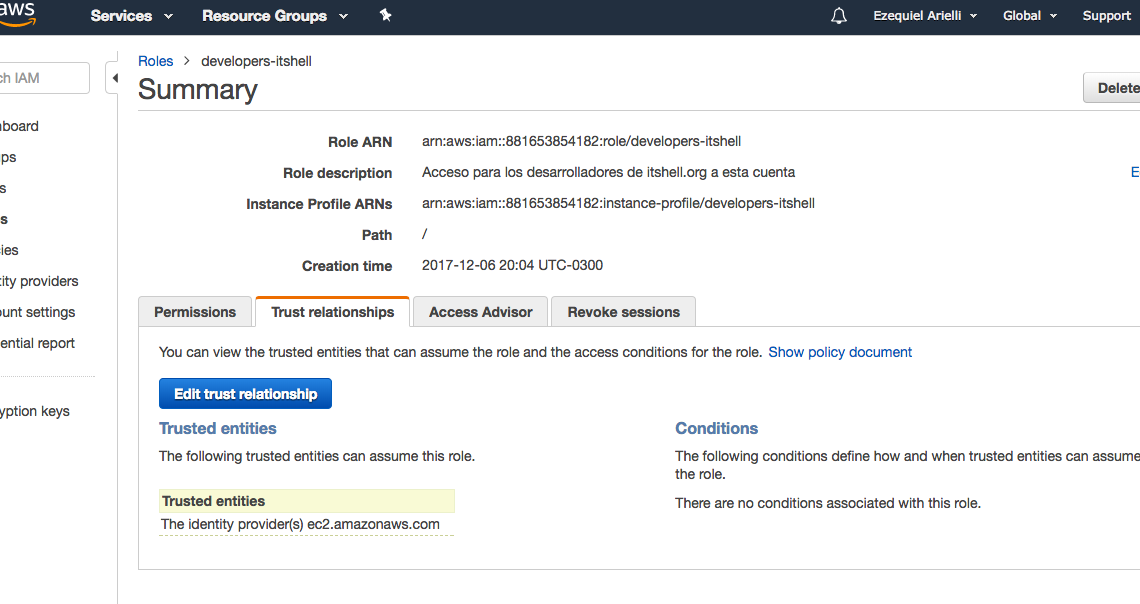 aws Services Resource Groups Ezequiel Arielli Global Support
Roles > developers-itshell
Summary
Delete
ch IAM
board
ps
s
s
ies
tity providers
unt settings
ential report
yption keys
Role ARN arn:aws:iam::881653854182:role/developers-itshell
Role description Acceso para los desarrolladores de itshell.org a esta cuenta E
Instance Profile ARNs arn:aws:iam::881653854182:instance-profile/developers-itshell
Path /
Creation time 2017-12-06 20:04 UTC-0300
Permissions Trust relationships Access Advisor Revoke sessions
You can view the trusted entities that can assume the role and the access conditions for the role. Show policy document
Edit trust relationship
Trusted entities
The following trusted entities can assume this role.
Trusted entities
The identity provider(s) ec2.amazonaws.com
Conditions
The following conditions define how and when trusted entities can assume
the role.
There are no conditions associated with this role.